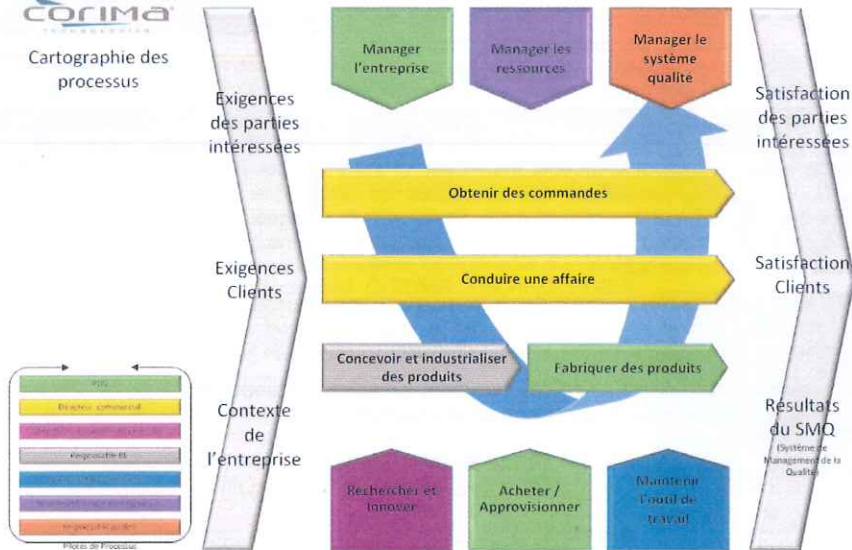 CORIMA
TECHNOLOGIES
Cartographie des
processus
Exigences
des parties
intéressées
Exigences
Clients
Contexte
de
l'entreprise
Manager
l'entreprise
Manager les
ressources
Manager le
système
qualité
Obtenir des commandes
Conduire une affaire
Concevoir et industrialiser
des produits
Fabriquer des produits
Rechercher et
Innover
Acheter /
Approvisionner
Maintenir
l'outil de
travail
Satisfaction
des parties
intéressées
Satisfaction
Clients
Résultats
du SMQ
(Système de
Management de la
Qualité)
PDG
Directeur commercial
Responsable BE
Pilotes de Processus